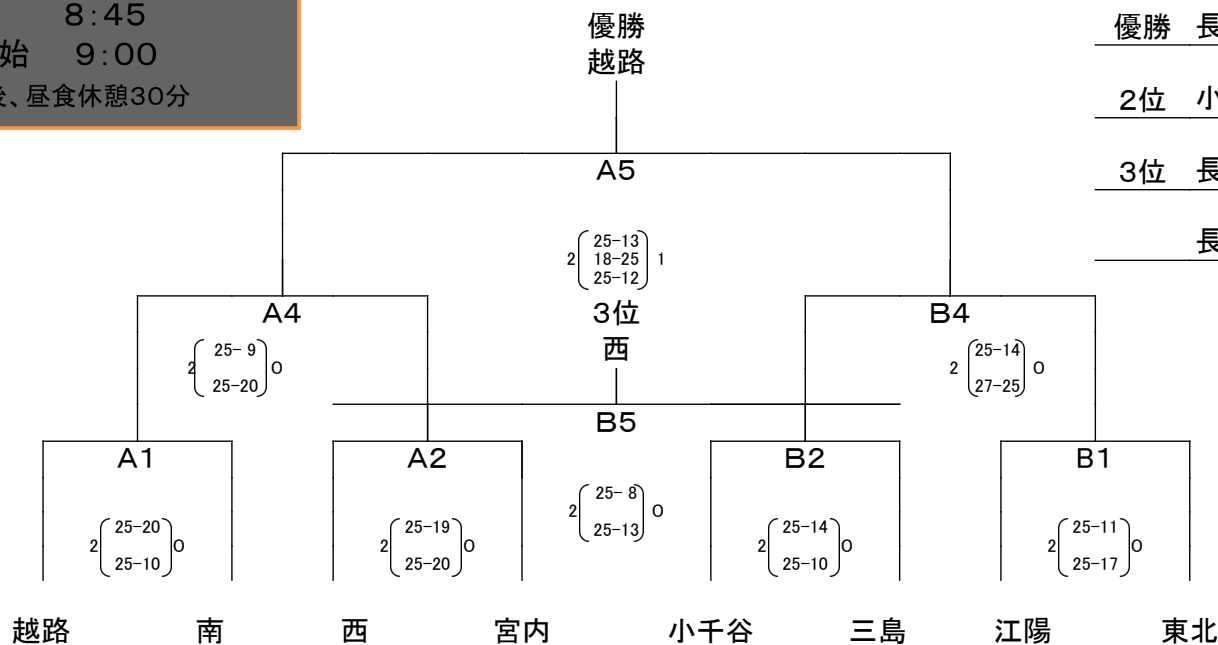 8:45
始 9:00
後、昼食休憩30分
優勝
越路
優勝 長
2位 小
3位 長
長
A5
25-13
2 18-25 1
25-12
3位
西
A4
25- 9
2 0
25-20
B4
25-14
2 0
27-25
B5
25- 8
2 0
25-13
A1
25-20
2 0
25-10
A2
25-19
2 0
25-20
B2
25-14
2 0
25-10
B1
25-11
2 0
25-17
越路 南 西 宮内 小千谷 三島 江陽 東北